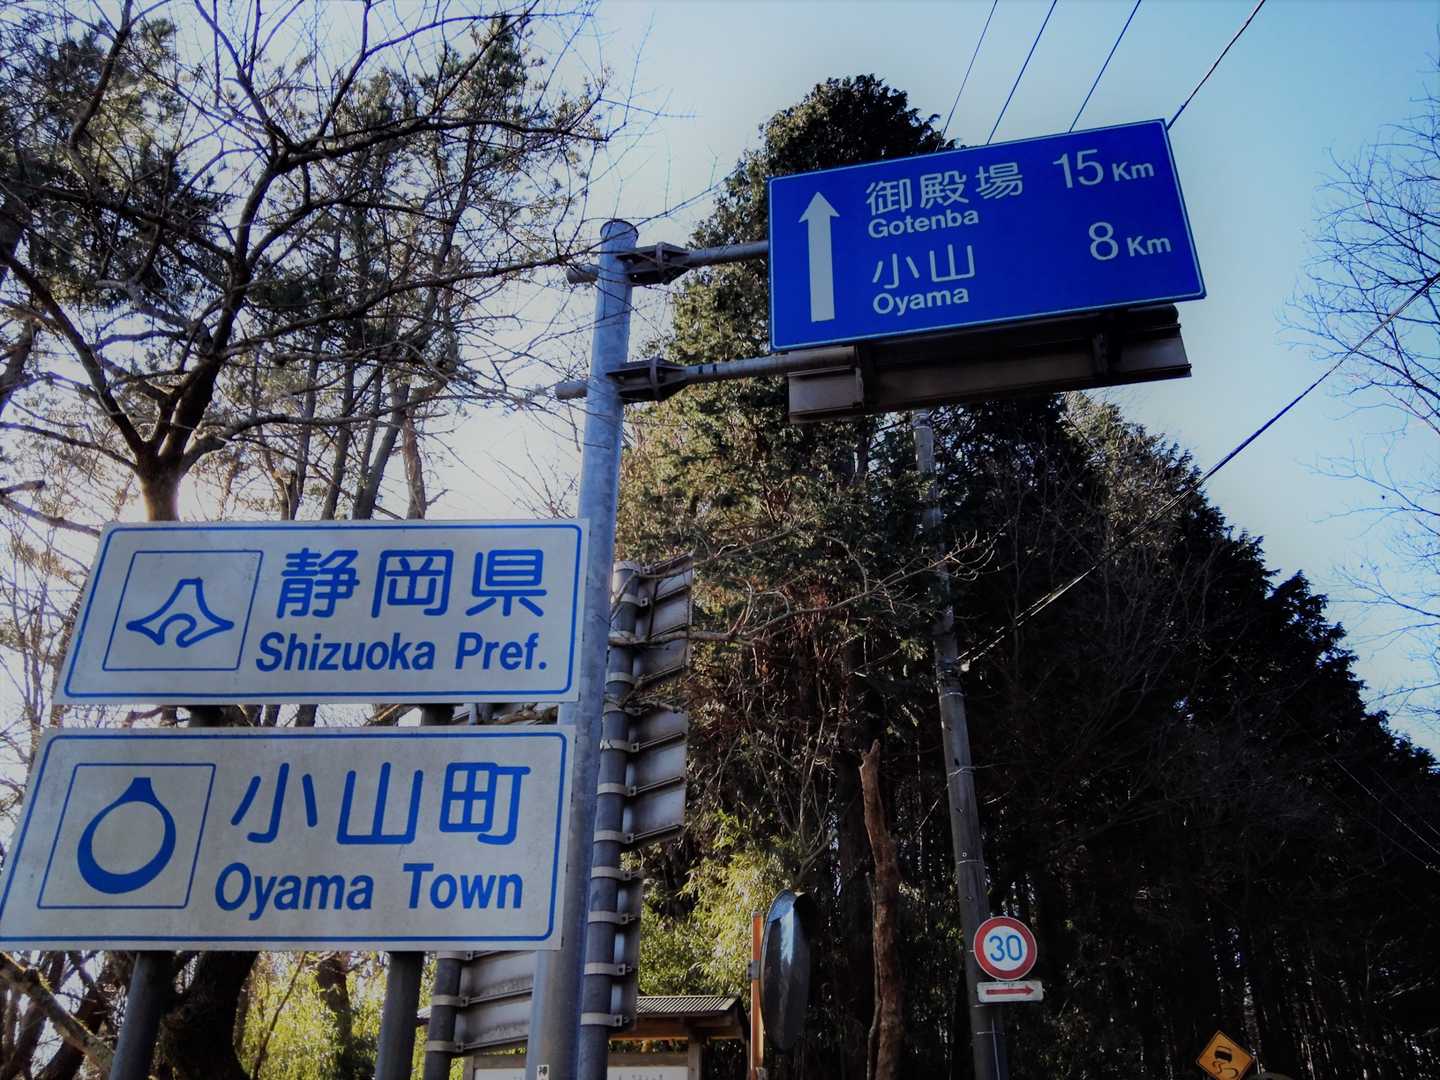 御殿場 15 Km
Gotenba
小山 8 Km
Oyama
静岡県
Shizuoka Pref.
小山町
Oyama Town
30